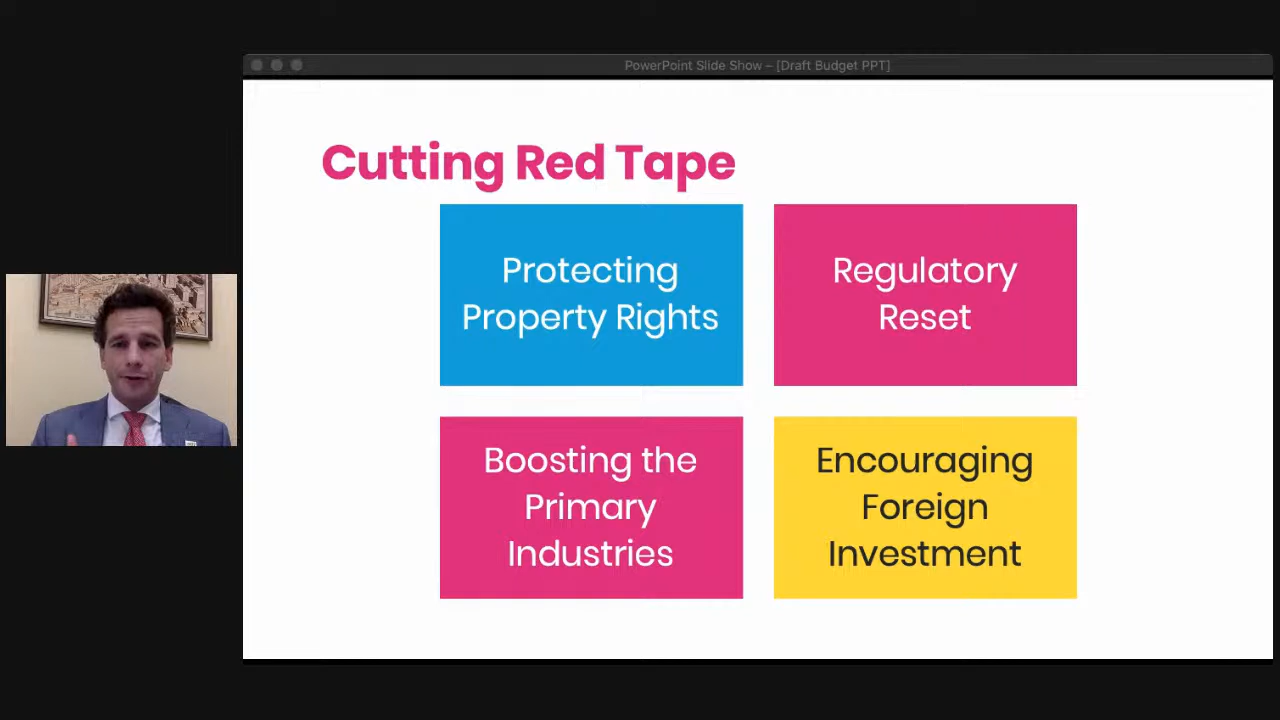 PowerPoint Slide Show – [Draft Budget PPT]
Cutting Red Tape
Protecting
Property Rights
Regulatory
Reset
Boosting the
Primary
Industries
Encouraging
Foreign
Investment